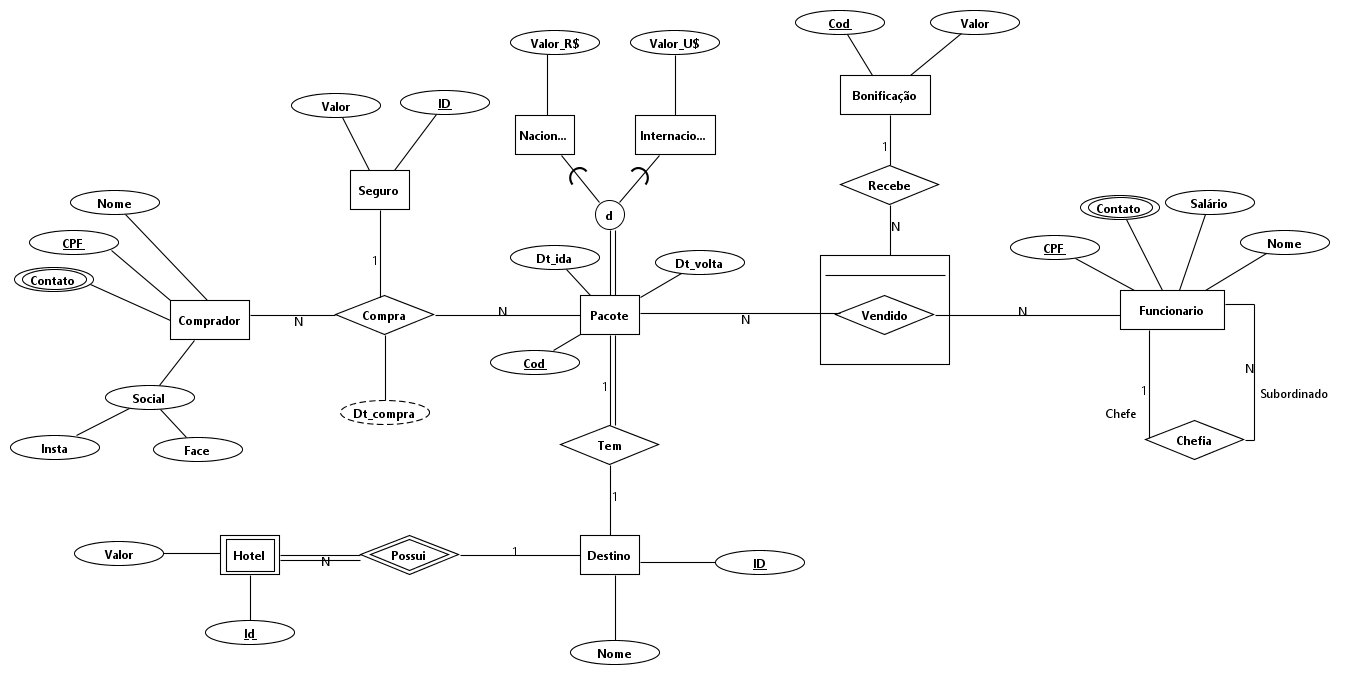 Cod
Valor
Valor_R$
Valor_U$
Bonificação
Valor
ID
Nacion...
Internacio...
1
Recebe
Seguro
Nome
d
Contato
Salário
N
CPF
CPF
Nome
Contato
1
Dt_ida
Dt_volta
Comprador
N
Compra
N
Pacote
N
Vendido
N
Funcionario
Cod
N
1
1
Subordinado
Social
Dt_compra
Chefe
Insta
Face
Tem
Chefia
1
Valor
Hotel
N
Possui
1
Destino
ID
Id
Nome